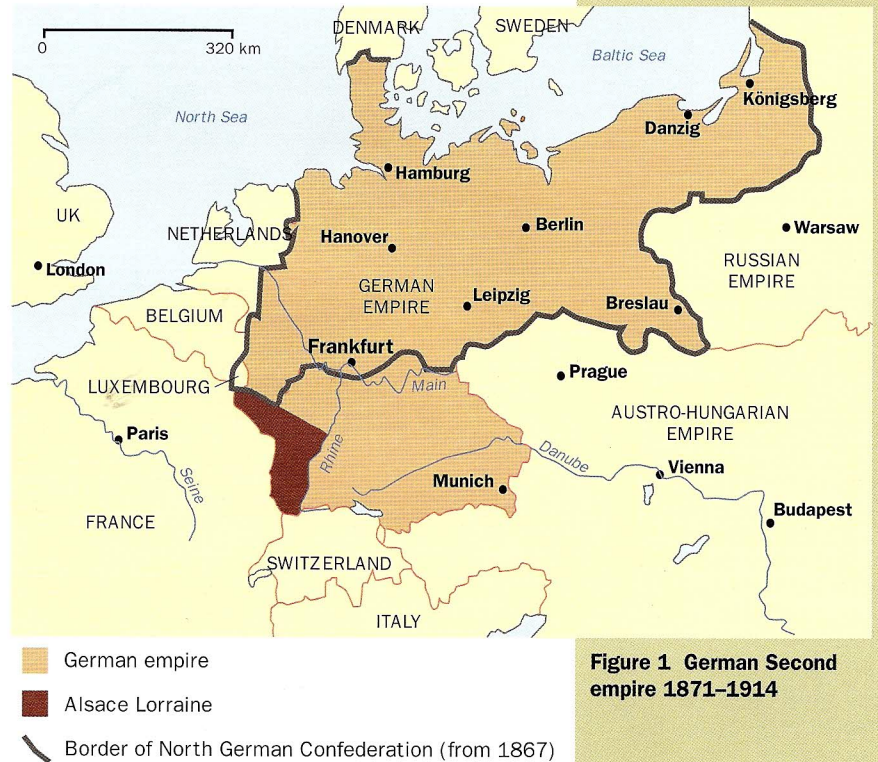 DENMARK
SWEDEN
0
320 km
Baltic Sea
North Sea
Königsberg
Danzig
Hamburg
UK
NETHERLANDS
Hanover
Berlin
Warsaw
London
RUSSIAN
EMPIRE
GERMAN
EMPIRE
Leipzig
Breslau
BELGIUM
Frankfurt
LUXEMBOURG
Main
Prague
AUSTRO-HUNGARIAN
EMPIRE
Paris
Rhine
Danube
Vienna
Seine
Munich
Budapest
FRANCE
SWITZERLAND
ITALY
German empire
Alsace Lorraine
Border of North German Confederation (from 1867)
Figure 1 German Second
empire 1871–1914